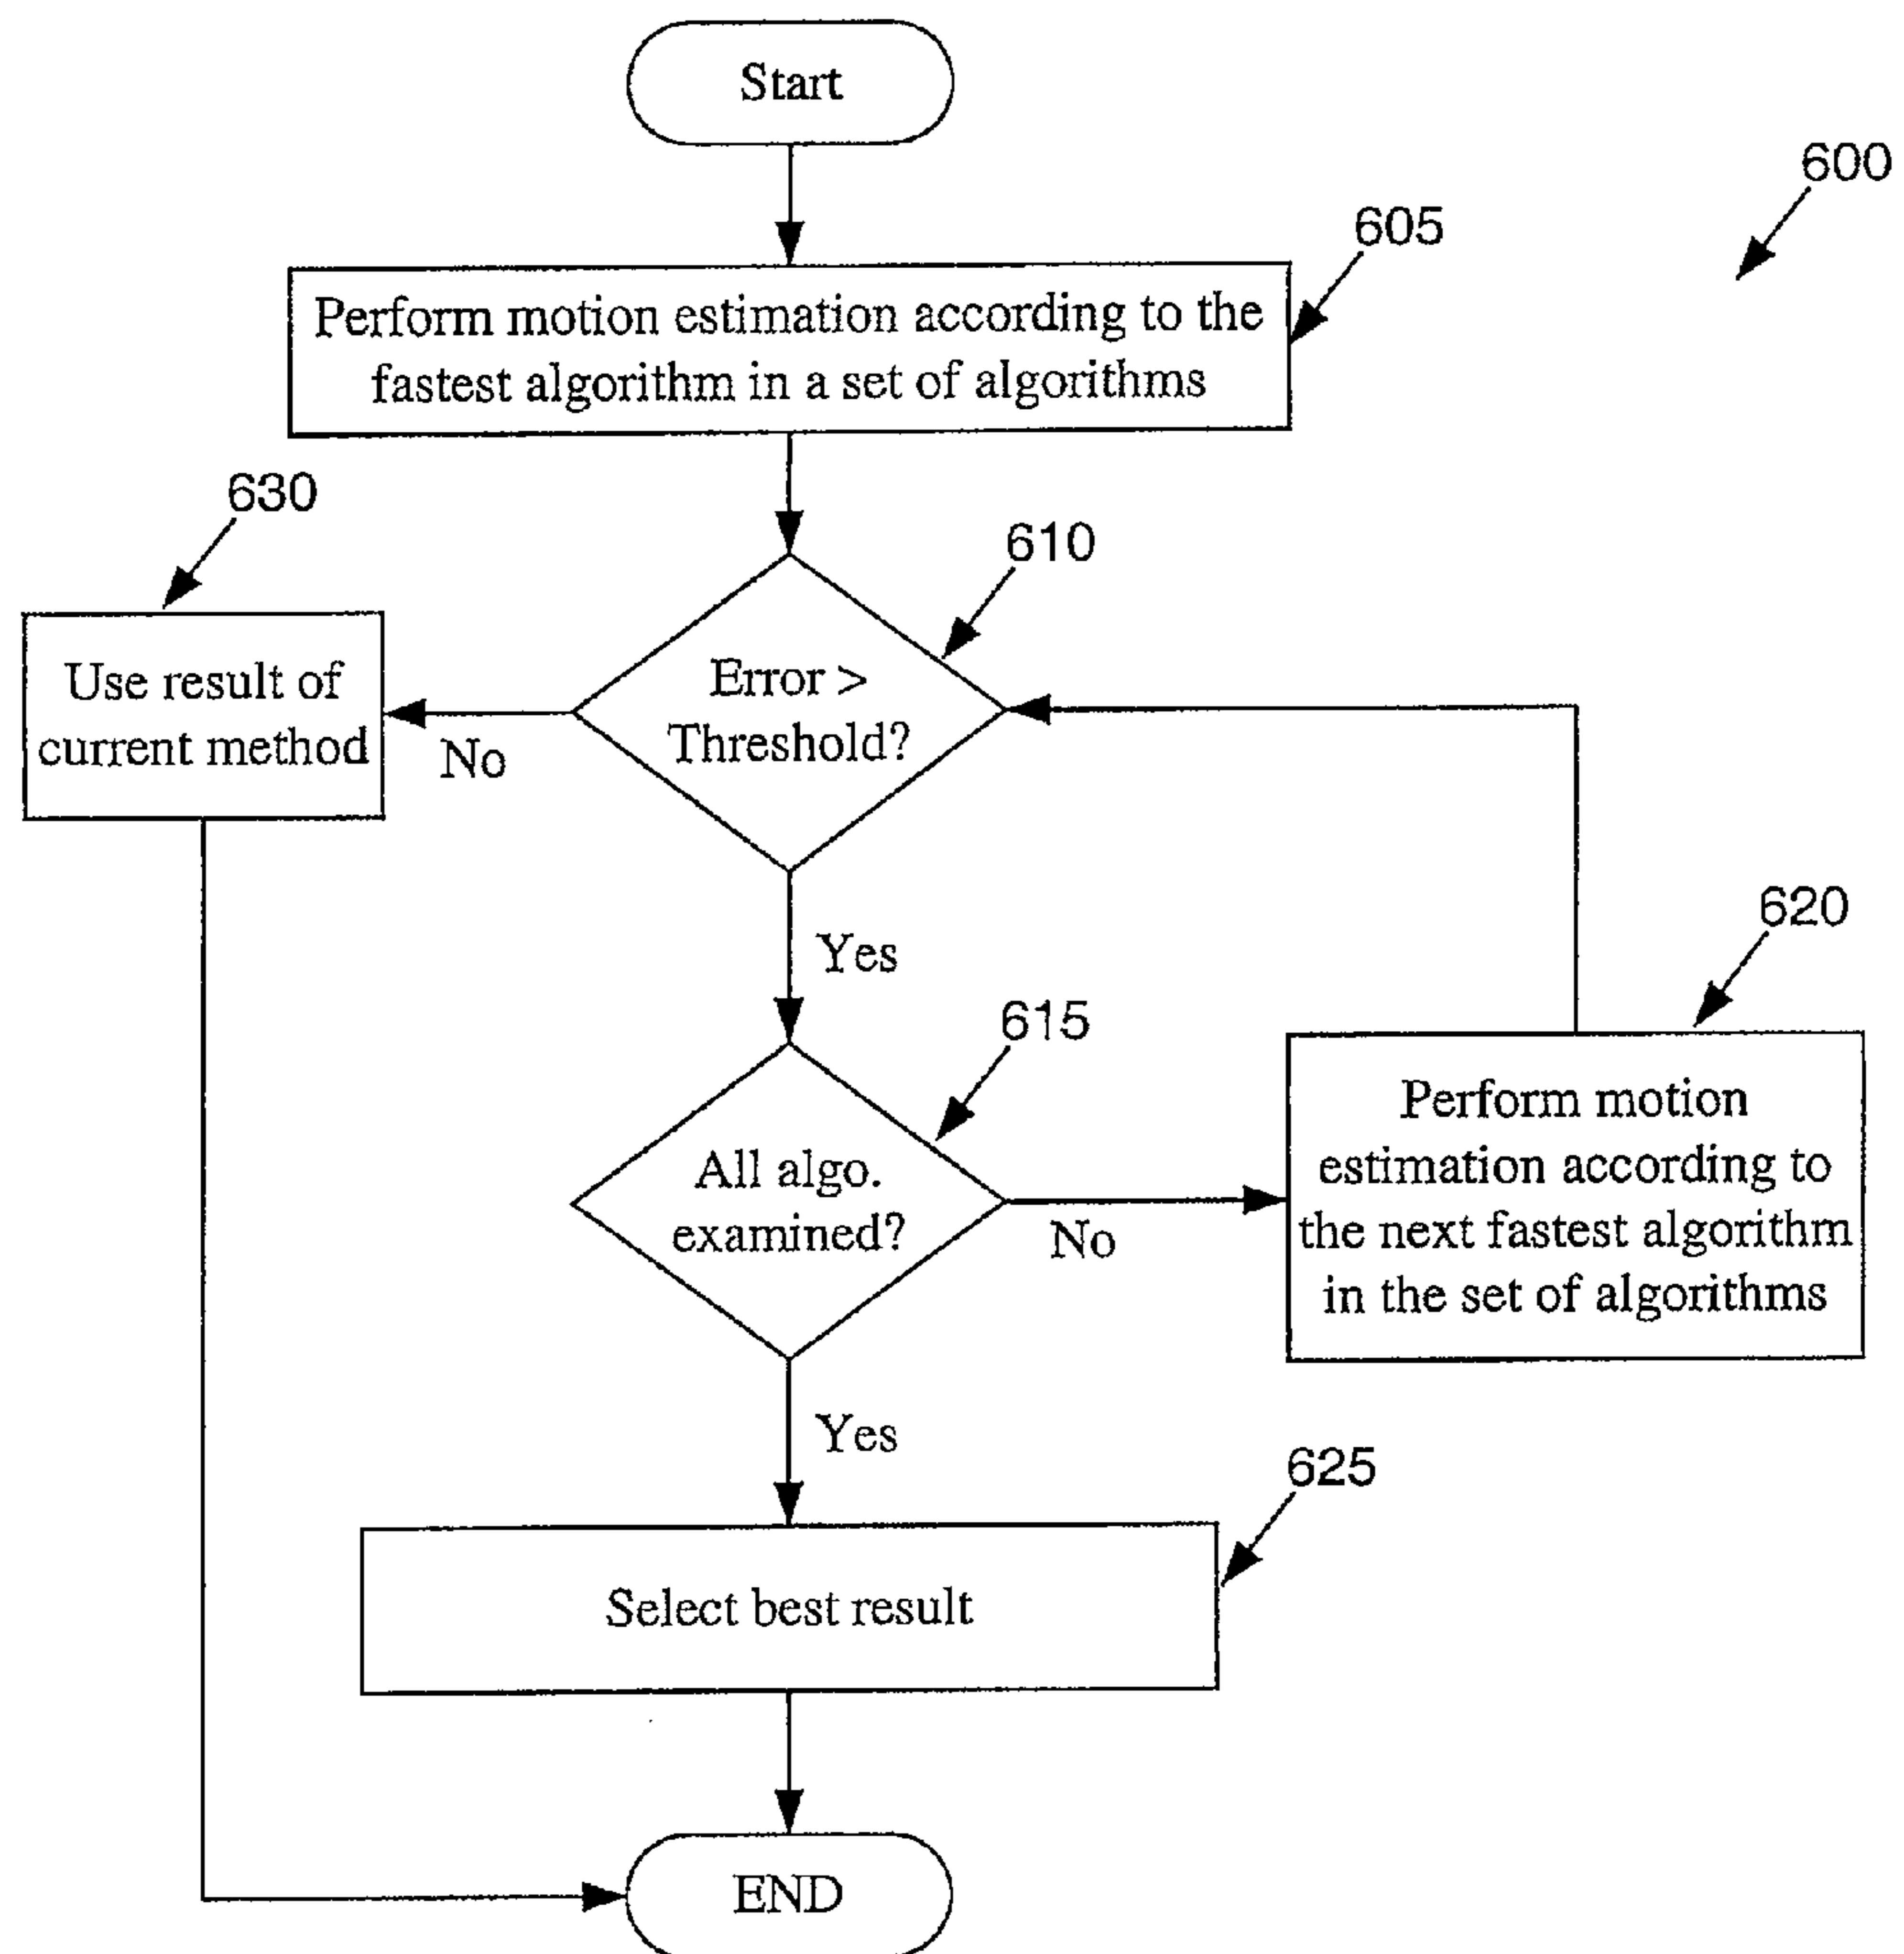 Start
600
605
Perform motion estimation according to the
fastest algorithm in a set of algorithms
630
610
Use result of
current method
No
Error >
Threshold?
Yes
620
615
All algo.
examined?
No
Perform motion
estimation according to
the next fastest algorithm
in the set of algorithms
Yes
625
Select best result
END